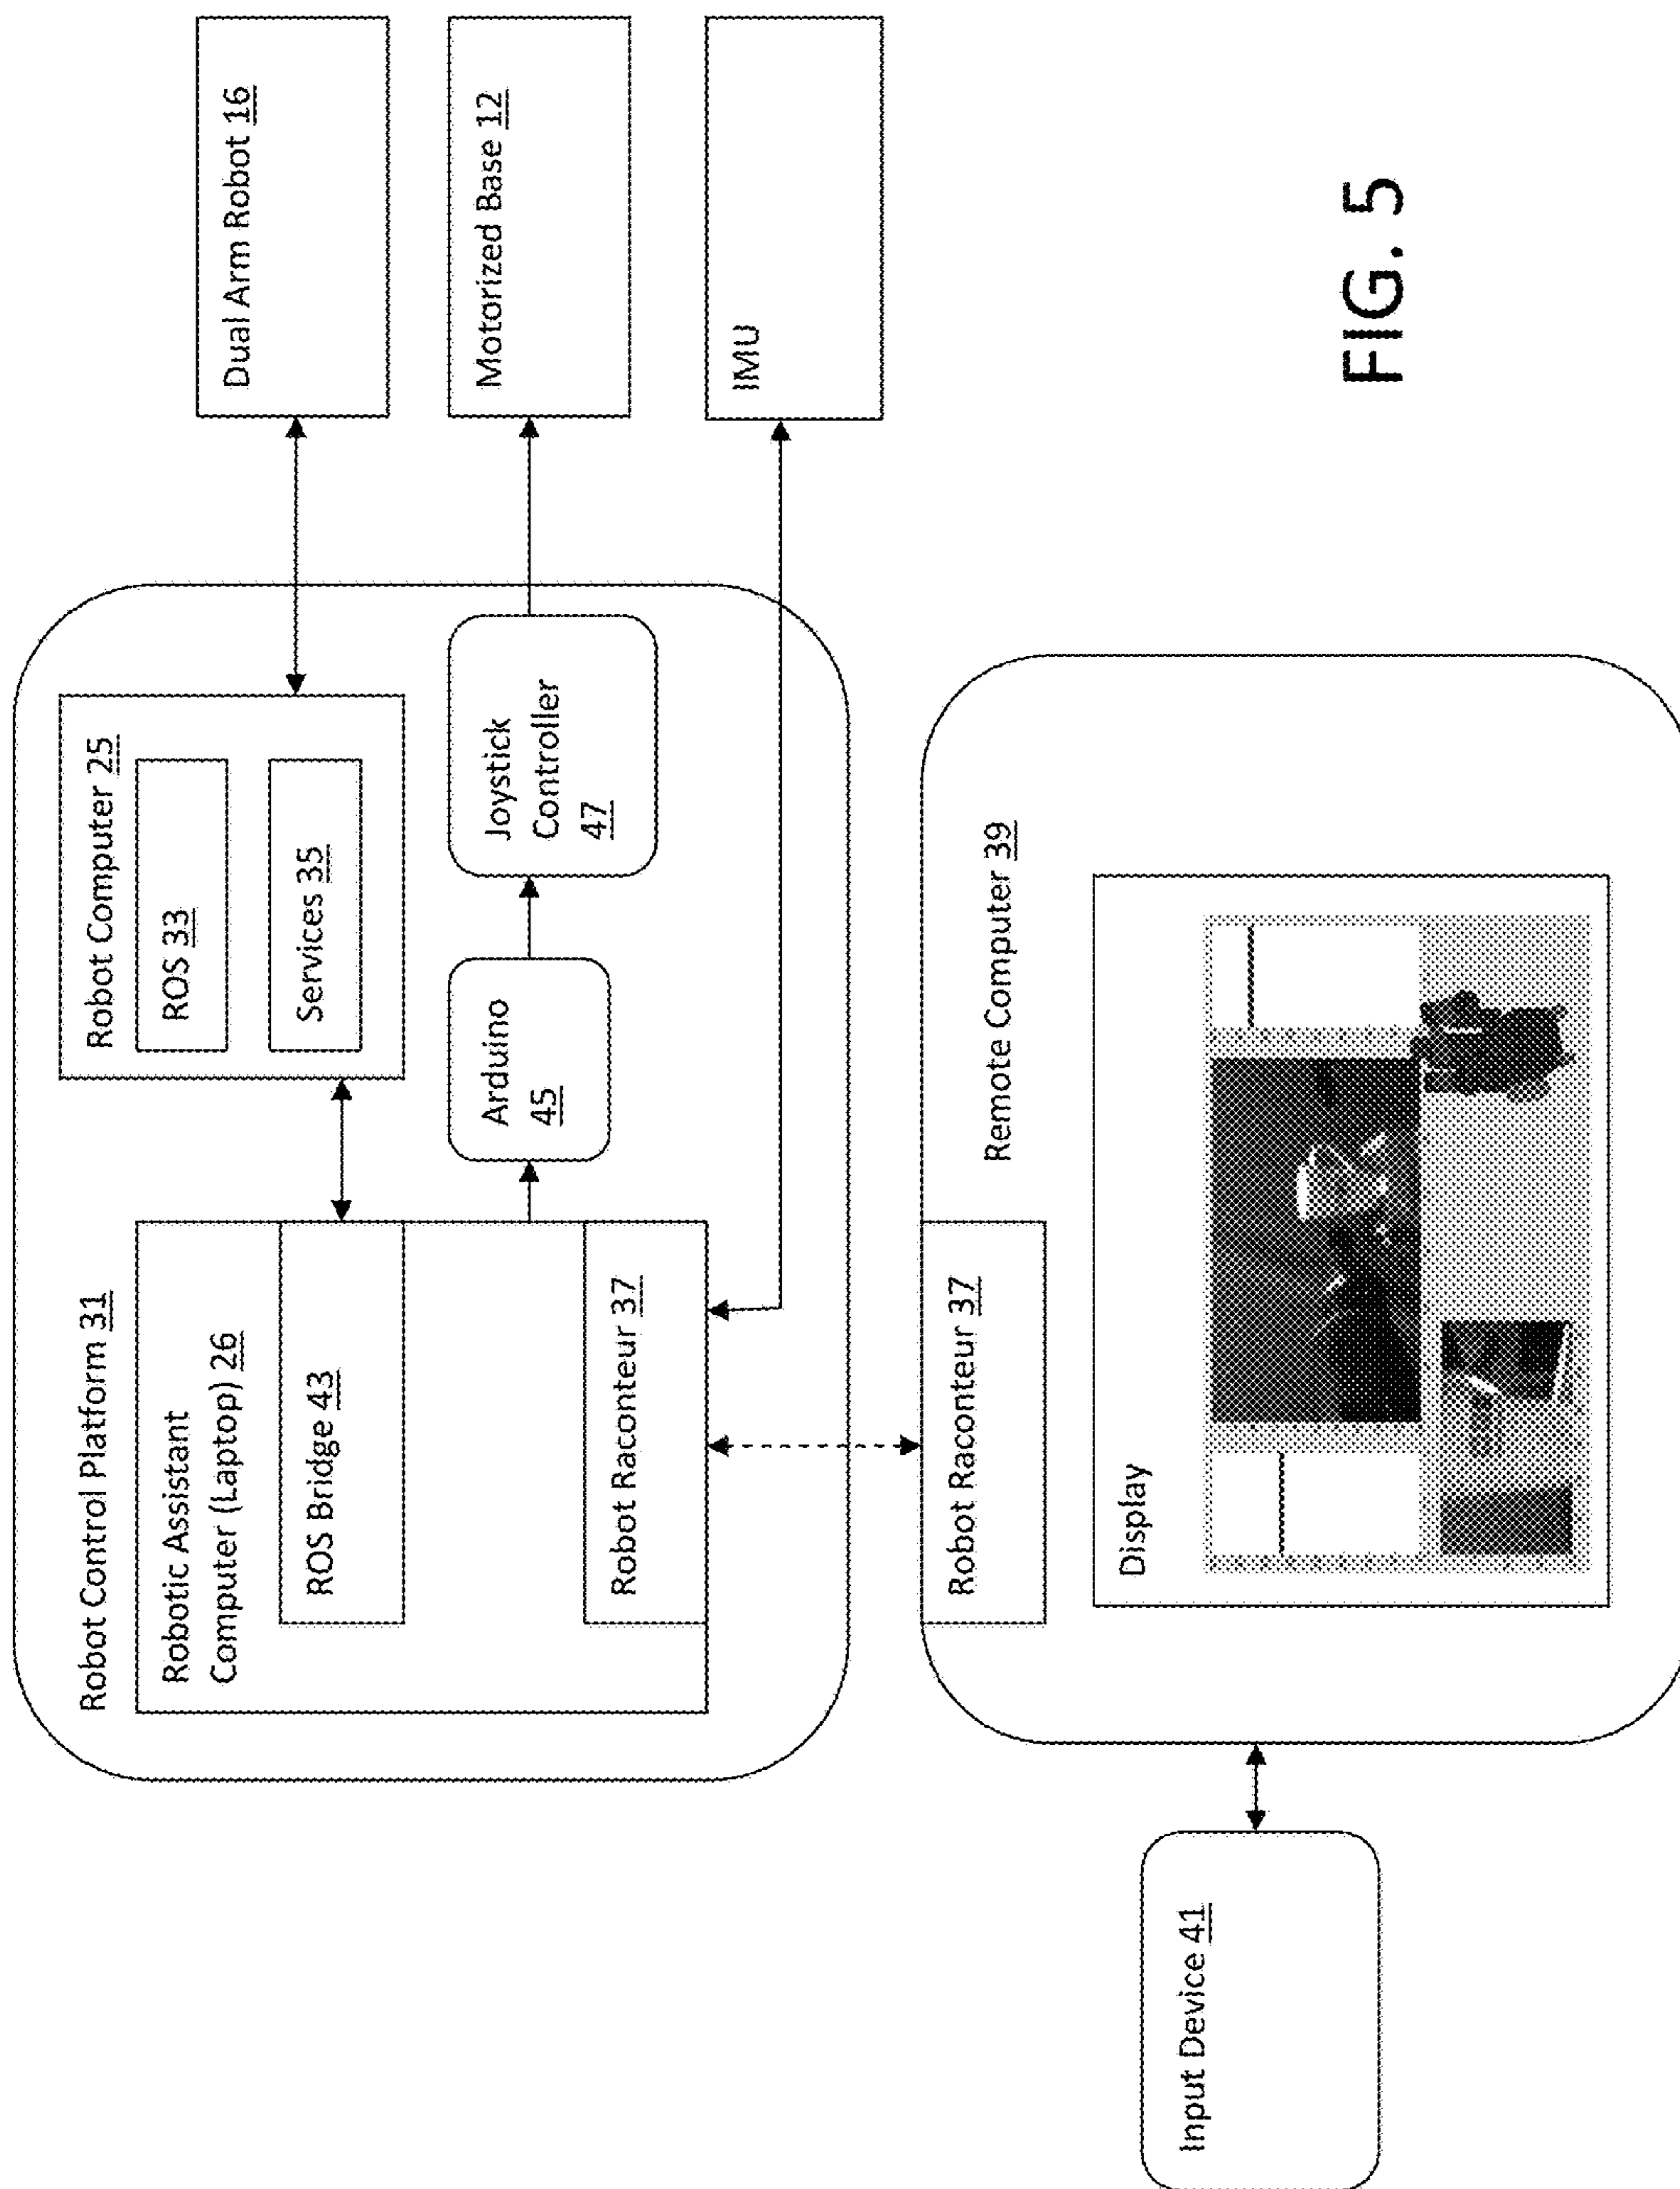 Robot Control Platform 31
Robotic Assistant
Computer (Laptop) 26
ROS Bridge 43
Robot Raconteur 37
Robot Computer 25
ROS 33
Services 35
Arduino
45
Joystick
Controller
47
Dual Arm Robot 16
Motorized Base 12
IMU
Input Device 41
Robot Raconteur 37
Remote Computer 39
Display
FIG. 5